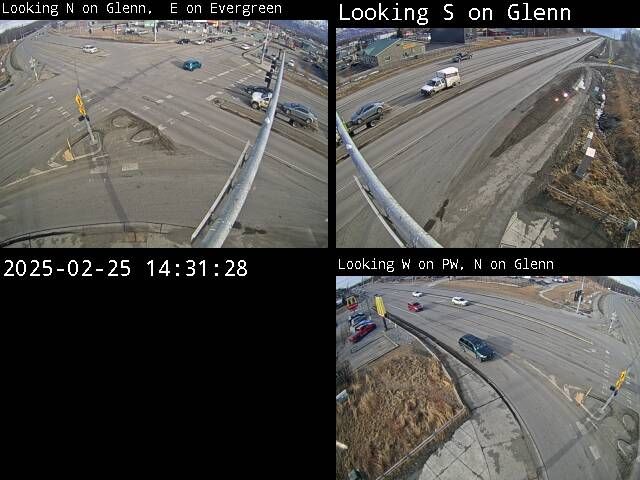 Looking N on Glenn,  E on Evergreen
Looking S on Glenn
2025-02-25 14:31:28
Looking W on PW, N on Glenn